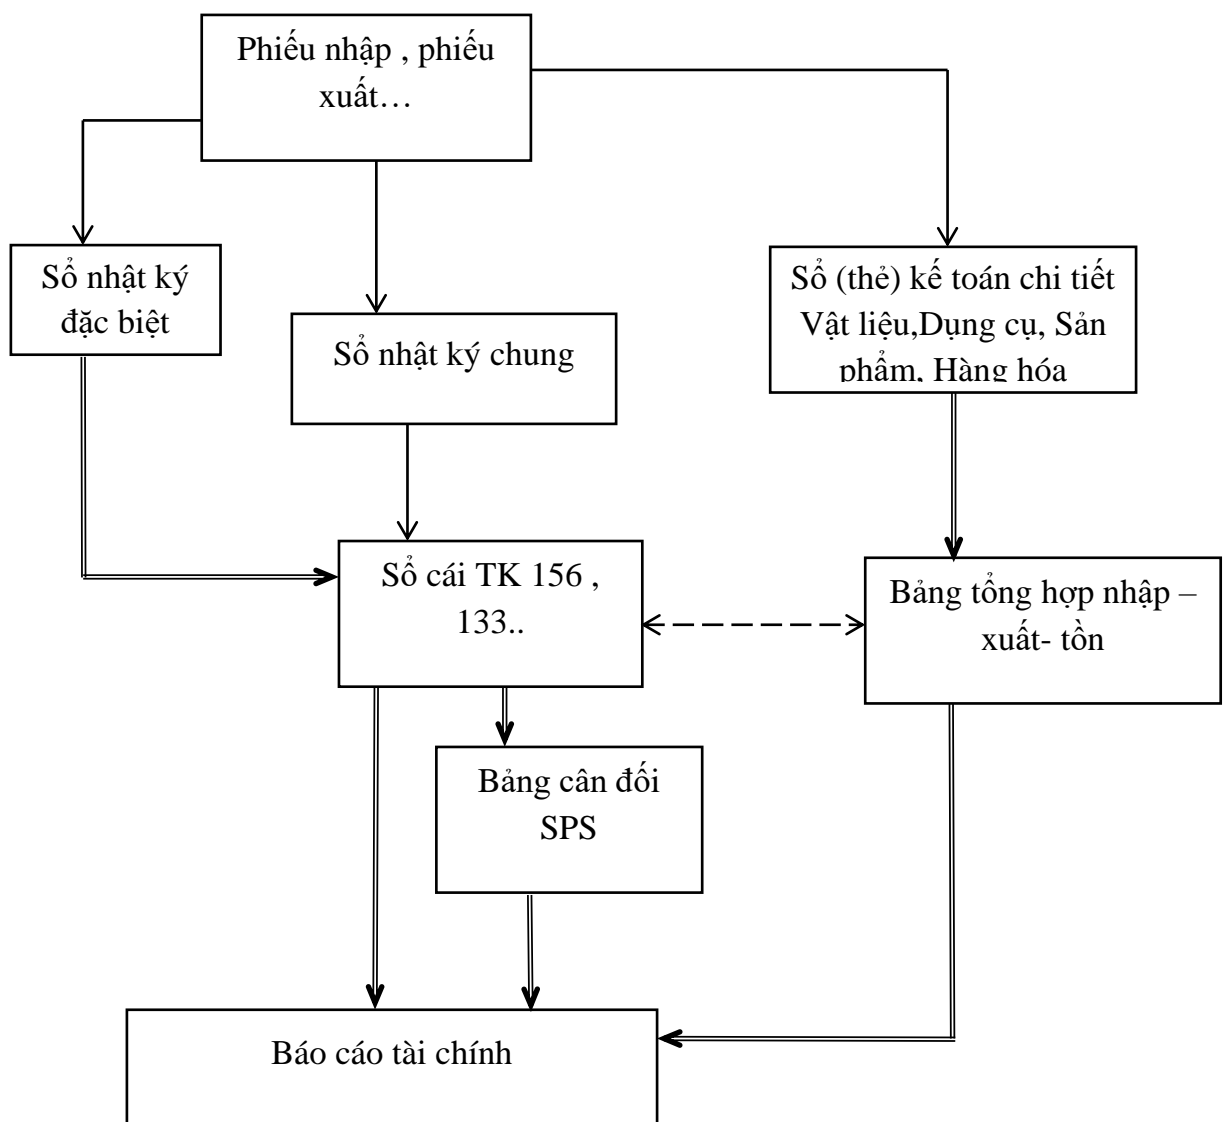 Phiếu nhập , phiếu
xuất…
Sổ nhật ký
đặc biệt
Sổ nhật ký chung
Sổ (thẻ) kế toán chi tiết
Vật liệu,Dụng cụ, Sản
phẩm, Hàng hóa
Sổ cái TK 156 ,
133..
Bảng tổng hợp nhập –
xuất- tồn
Bảng cân đối
SPS
Báo cáo tài chính